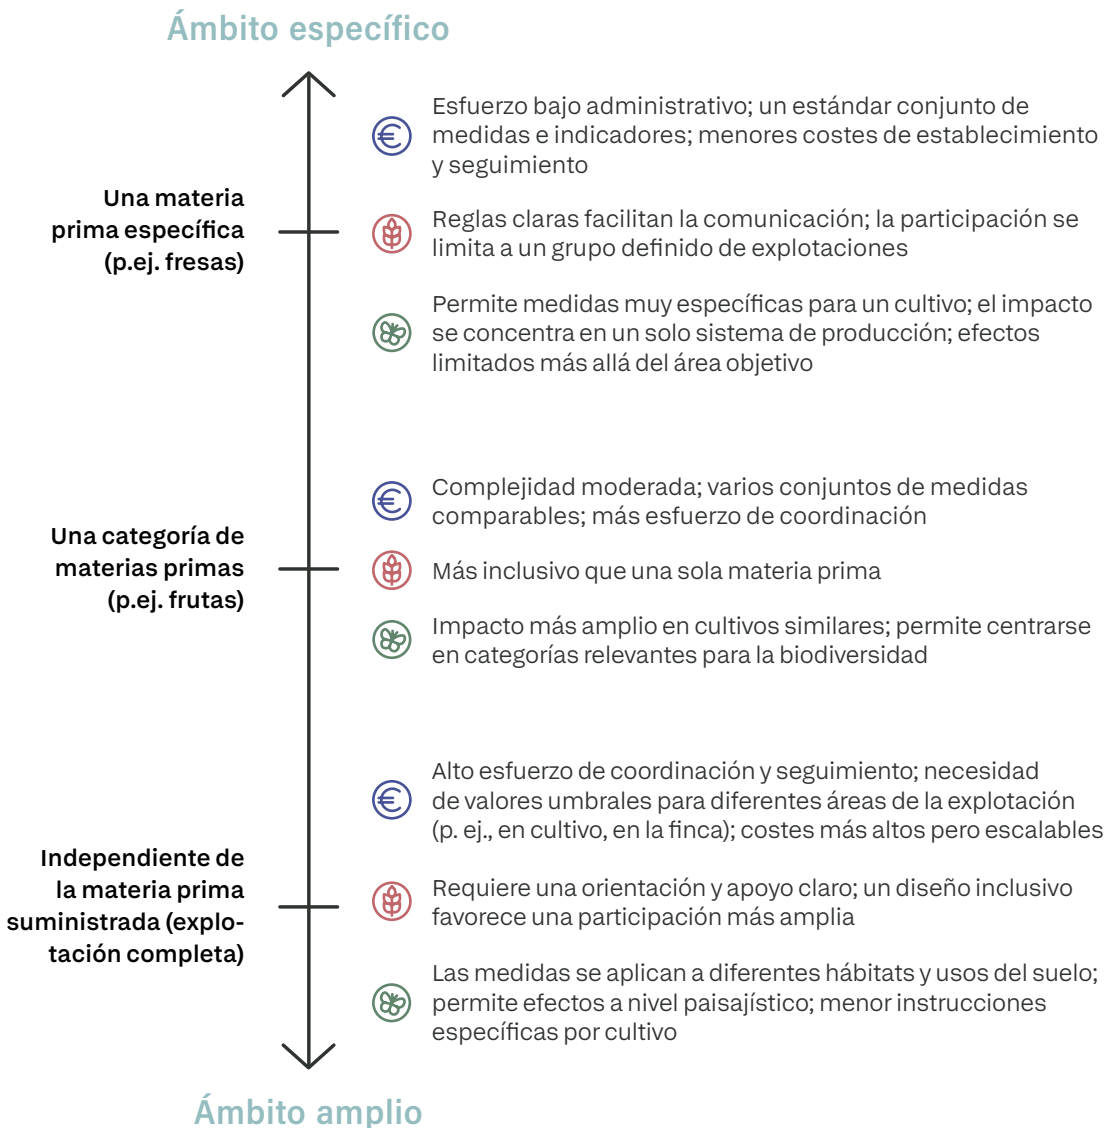 Ámbito específico
Una materia
prima específica
(p.ej. fresas)
Esfuerzo bajo administrativo; un estándar conjunto de
medidas e indicadores; menores costes de establecimiento
y seguimiento
Reglas claras facilitan la comunicación; la participación se
limita a un grupo definido de explotaciones
Permite medidas muy específicas para un cultivo; el impacto
se concentra en un solo sistema de producción; efectos
limitados más allá del área objetivo
Una categoría de
materias primas
(p.ej. frutas)
Complejidad moderada; varios conjuntos de medidas
comparables; más esfuerzo de coordinación
Más inclusivo que una sola materia prima
Impacto más amplio en cultivos similares; permite centrarse
en categorías relevantes para la biodiversidad
Independiente de
la materia prima
suministrada (explo-
tación completa)
Alto esfuerzo de coordinación y seguimiento; necesidad
de valores umbrales para diferentes áreas de la explotación
(p. ej., en cultivo, en la finca); costes más altos pero escalables
Requiere una orientación y apoyo claro; un diseño inclusivo
favorece una participación más amplia
Las medidas se aplican a diferentes hábitats y usos del suelo;
permite efectos a nivel paisajístico; menor instrucciones
específicas por cultivo
Ámbito amplio